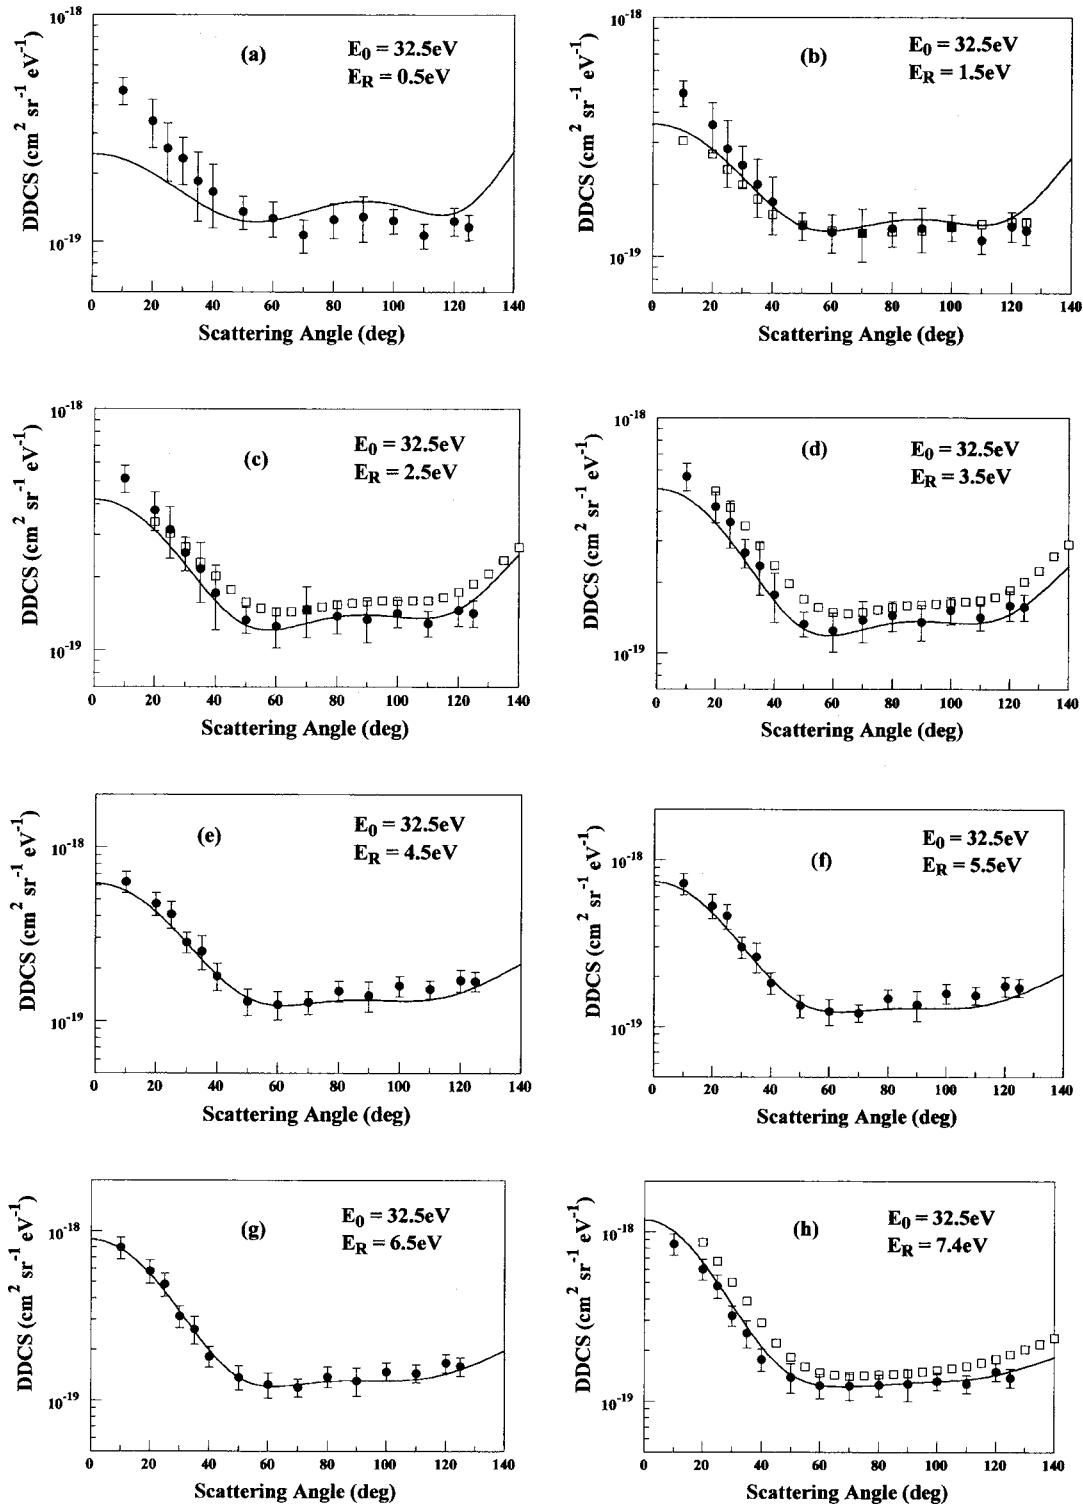 10-18
10-19
DDCS (cm2 sr-1 eV-1)
(a)
E0 = 32.5eV
ER = 0.5eV
0 20 40 60 80 100 120 140
Scattering Angle (deg)
10-18
10-19
DDCS (cm2 sr-1 eV-1)
(b)
E0 = 32.5eV
ER = 1.5eV
0 20 40 60 80 100 120 140
Scattering Angle (deg)
10-18
10-19
DDCS (cm2 sr-1 eV-1)
(c)
E0 = 32.5eV
ER = 2.5eV
0 20 40 60 80 100 120 140
Scattering Angle (deg)
10-18
10-19
DDCS (cm2 sr-1 eV-1)
(d)
E0 = 32.5eV
ER = 3.5eV
0 20 40 60 80 100 120 140
Scattering Angle (deg)
10-18
10-19
DDCS (cm2 sr-1 eV-1)
(e)
E0 = 32.5eV
ER = 4.5eV
0 20 40 60 80 100 120 140
Scattering Angle (deg)
10-18
10-19
DDCS (cm2 sr-1 eV-1)
(f)
E0 = 32.5eV
ER = 5.5eV
0 20 40 60 80 100 120 140
Scattering Angle (deg)
10-18
10-19
DDCS (cm2 sr-1 eV-1)
(g)
E0 = 32.5eV
ER = 6.5eV
0 20 40 60 80 100 120 140
Scattering Angle (deg)
10-18
10-19
DDCS (cm2 sr-1 eV-1)
(h)
E0 = 32.5eV
ER = 7.4eV
0 20 40 60 80 100 120 140
Scattering Angle (deg)